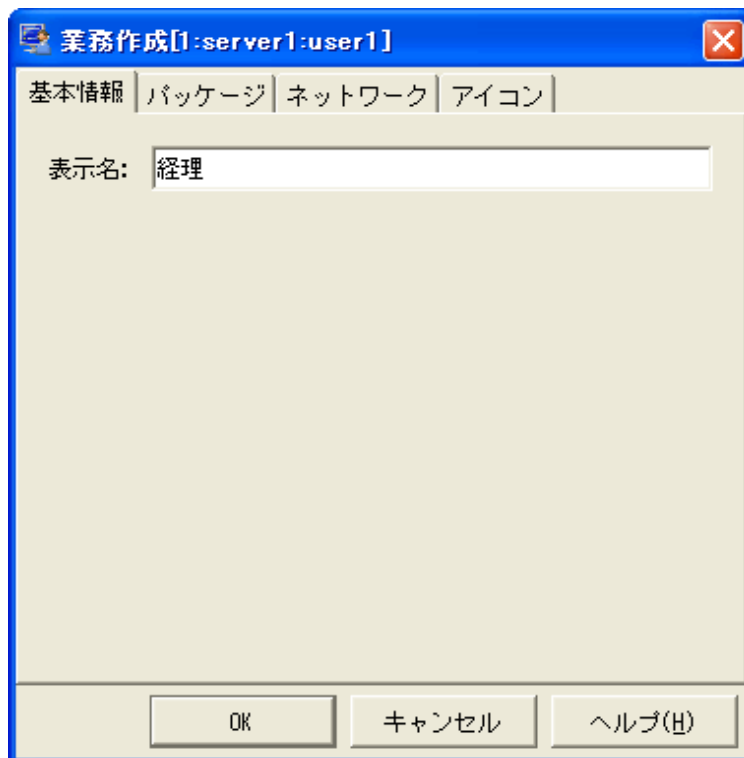 業務作成[1:server1:user1]
基本情報 パッケージ ネットワーク アイコン
表示名: 経理
OK キャンセル ヘルプ(H)